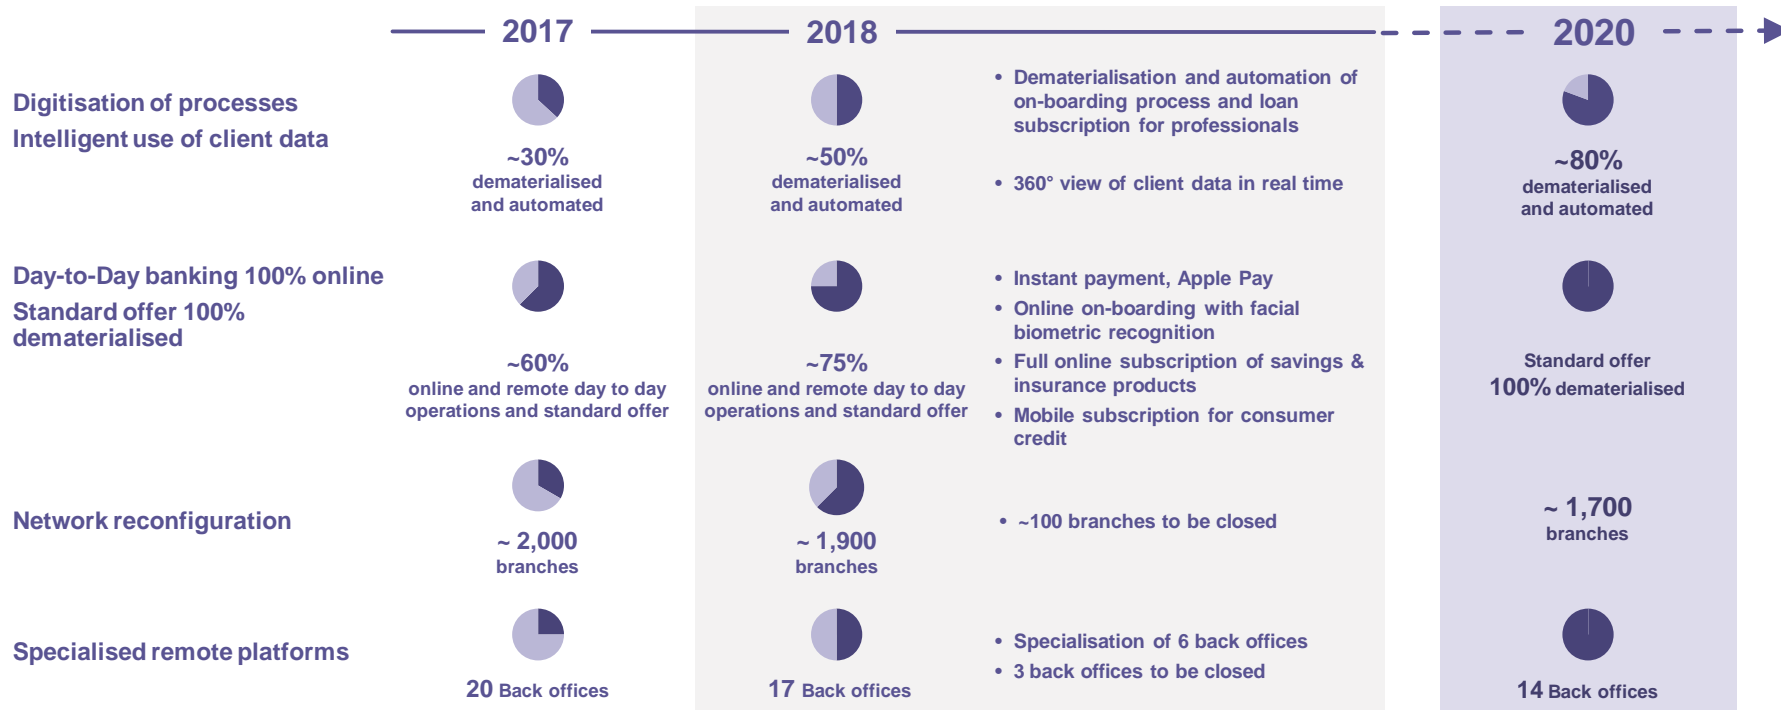 2017
2018
2020
Digitisation of processes
Intelligent use of client data
~30%
dematerialised
and automated
~50%
dematerialised
and automated
• Dematerialisation and automation of
on-boarding process and loan
subscription for professionals
• 360° view of client data in real time
~80%
dematerialised
and automated
Day-to-Day banking 100% online
Standard offer 100%
dematerialised
~60%
online and remote day to day
operations and standard offer
~75%
online and remote day to day
operations and standard offer
• Instant payment, Apple Pay
• Online on-boarding with facial
biometric recognition
• Full online subscription of savings &
insurance products
• Mobile subscription for consumer
credit
Standard offer
100% dematerialised
Network reconfiguration
~ 2,000
branches
~ 1,900
branches
• ~100 branches to be closed
~ 1,700
branches
Specialised remote platforms
20 Back offices
17 Back offices
• Specialisation of 6 back offices
• 3 back offices to be closed
14 Back offices